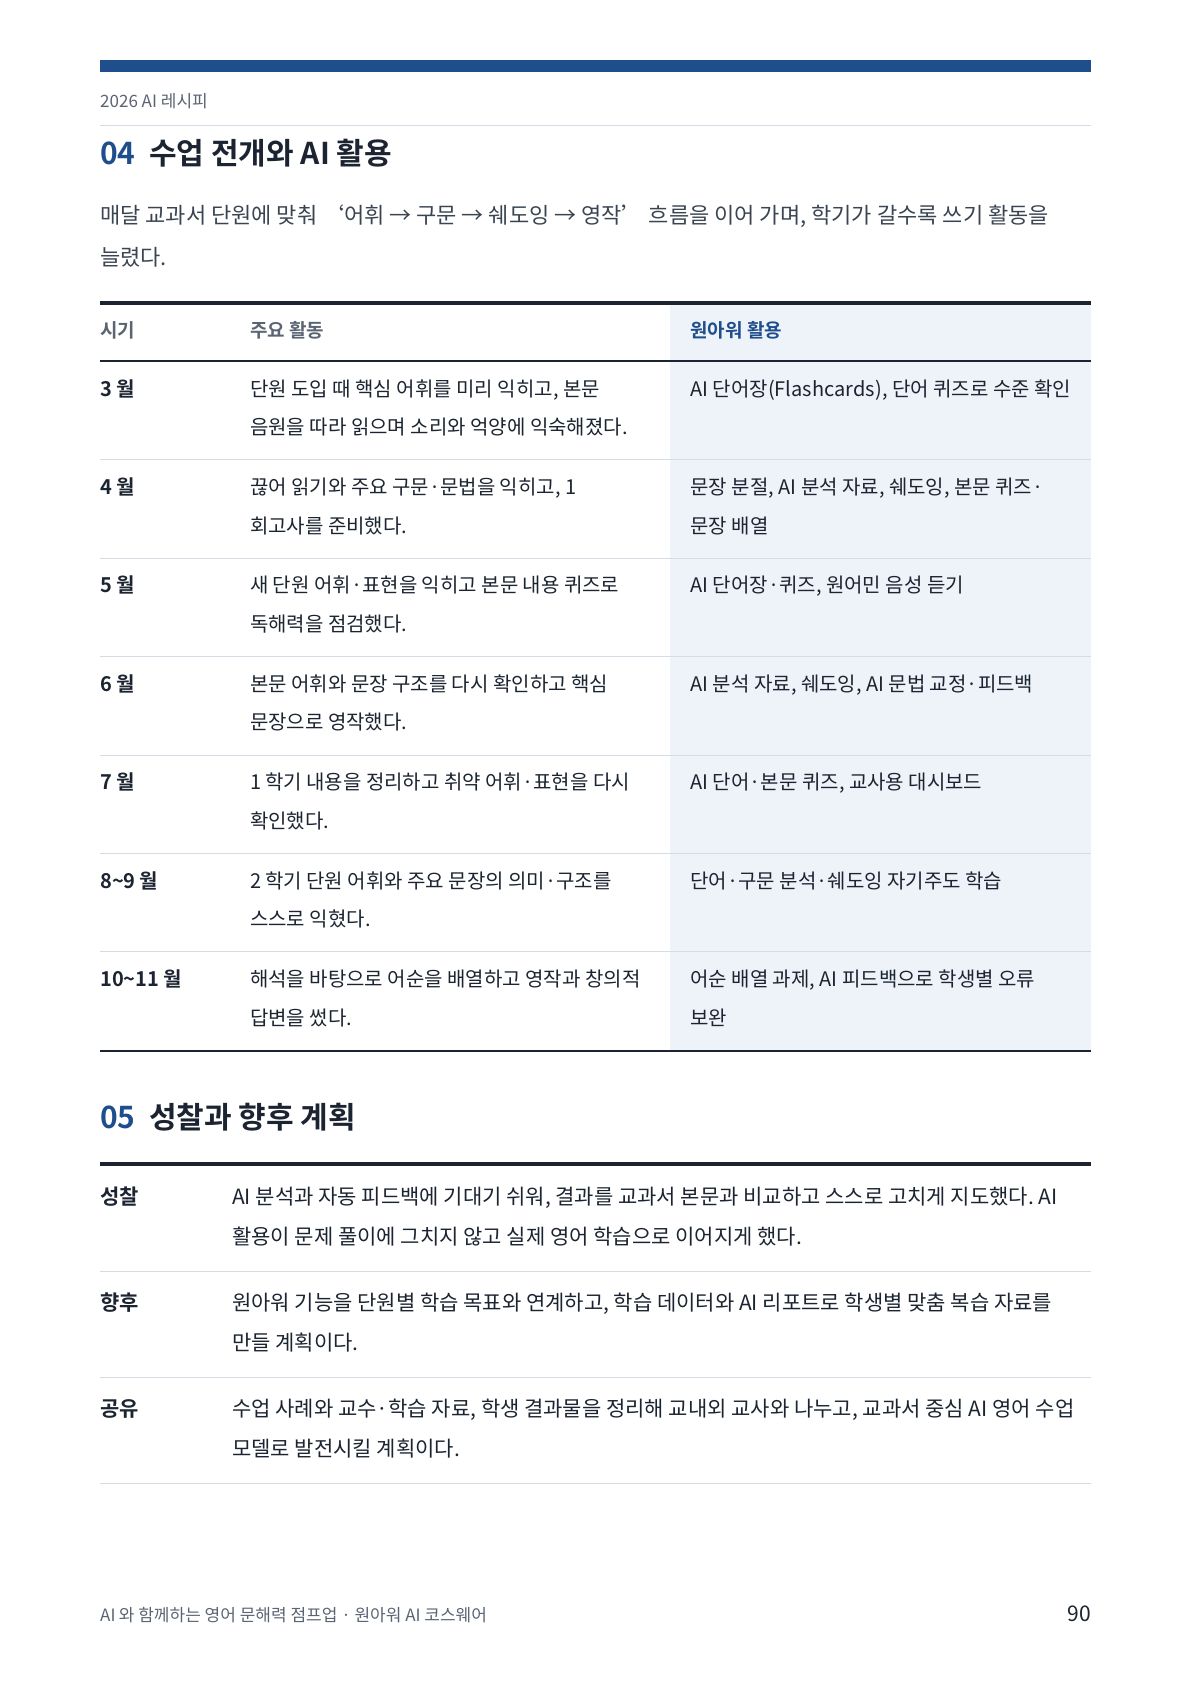 2026 AI 레시피
04 수업 전개와 AI 활용
매달 교과서 단원에 맞춰 ‘어휘 → 구문 → 쉐도잉 → 영작’ 흐름을 이어 가며, 학기가 갈수록 쓰기 활동을
늘렸다.
시기 주요 활동 원아워 활용
3 월 단원 도입 때 핵심 어휘를 미리 익히고, 본문 AI 단어장(Flashcards), 단어 퀴즈로 수준 확인
음원을 따라 읽으며 소리와 억양에 익숙해졌다.
4 월 끊어 읽기와 주요 구문·문법을 익히고, 1 문장 분절, AI 분석 자료, 쉐도잉, 본문 퀴즈·
회고사를 준비했다. 문장 배열
5 월 새 단원 어휘·표현을 익히고 본문 내용 퀴즈로 AI 단어장·퀴즈, 원어민 음성 듣기
독해력을 점검했다.
6 월 본문 어휘와 문장 구조를 다시 확인하고 핵심 AI 분석 자료, 쉐도잉, AI 문법 교정·피드백
문장으로 영작했다.
7 월 1 학기 내용을 정리하고 취약 어휘·표현을 다시 AI 단어·본문 퀴즈, 교사용 대시보드
확인했다.
8~9 월 2 학기 단원 어휘와 주요 문장의 의미·구조를 단어·구문 분석·쉐도잉 자기주도 학습
스스로 익혔다.
10~11 월 해석을 바탕으로 어순을 배열하고 영작과 창의적 어순 배열 과제, AI 피드백으로 학생별 오류
답변을 썼다. 보완
05 성찰과 향후 계획
성찰 AI 분석과 자동 피드백에 기대기 쉬워, 결과를 교과서 본문과 비교하고 스스로 고치게 지도했다. AI
활용이 문제 풀이에 그치지 않고 실제 영어 학습으로 이어지게 했다.
향후 원아워 기능을 단원별 학습 목표와 연계하고, 학습 데이터와 AI 리포트로 학생별 맞춤 복습 자료를
만들 계획이다.
공유 수업 사례와 교수·학습 자료, 학생 결과물을 정리해 교내외 교사와 나누고, 교과서 중심 AI 영어 수업
모델로 발전시킬 계획이다.
AI 와 함께하는 영어 문해력 점프업 · 원아워 AI 코스웨어 90